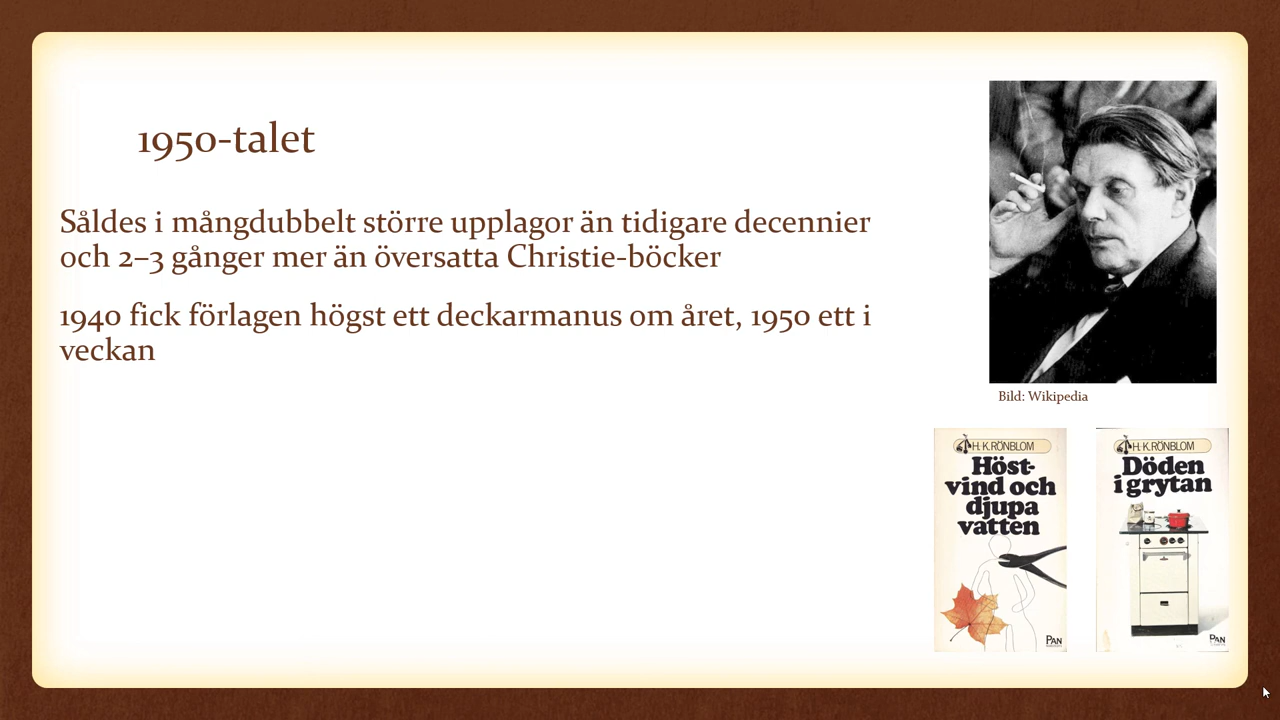 1950-talet
Såldes i mångdubbelt större upplagor än tidigare decennier
och 2–3 gånger mer än översatta Christie-böcker
1940 fick förlagen högst ett deckarmanus om året, 1950 ett i
veckan
Bild: Wikipedia
H. K. RÖNBLOM
Höst-
vind och
djupa
vatten
PAN
H. K. RÖNBLOM
Döden
i grytan
PAN